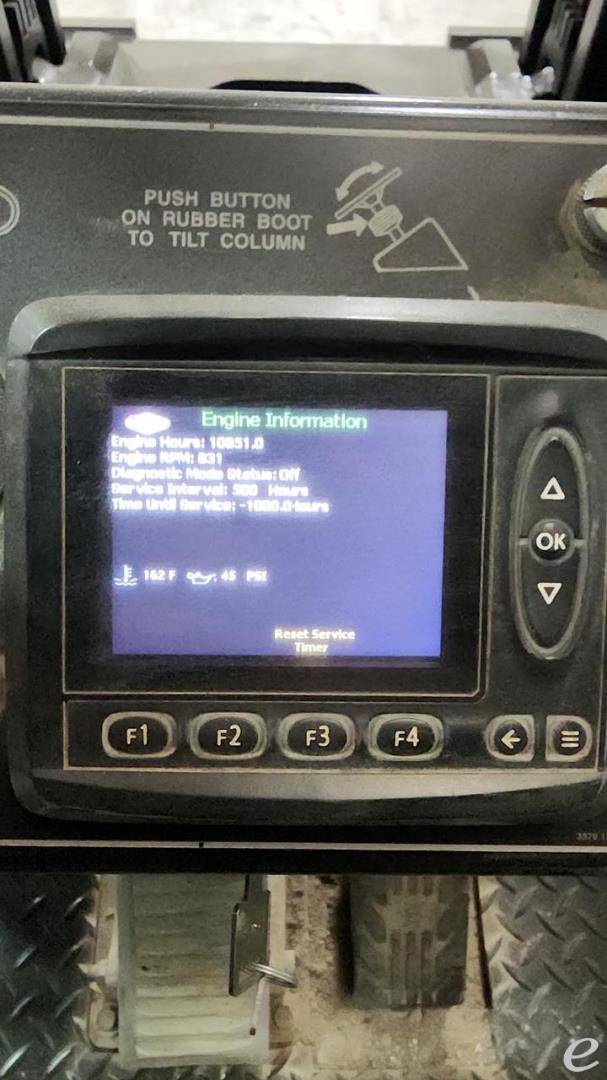 PUSH BUTTON
ON RUBBER BOOT
TO TILT COLUMN
Engine Information
Engine Hours: 10851.0
Engine RPM: 831
Diagnostic Mode Status: Off
Service Interval: 500 Hours
Time Until Service: -1000.0Hours
162 F 45 PSI
Reset Service
Timer
OK
F1 F2 F3 F4
e